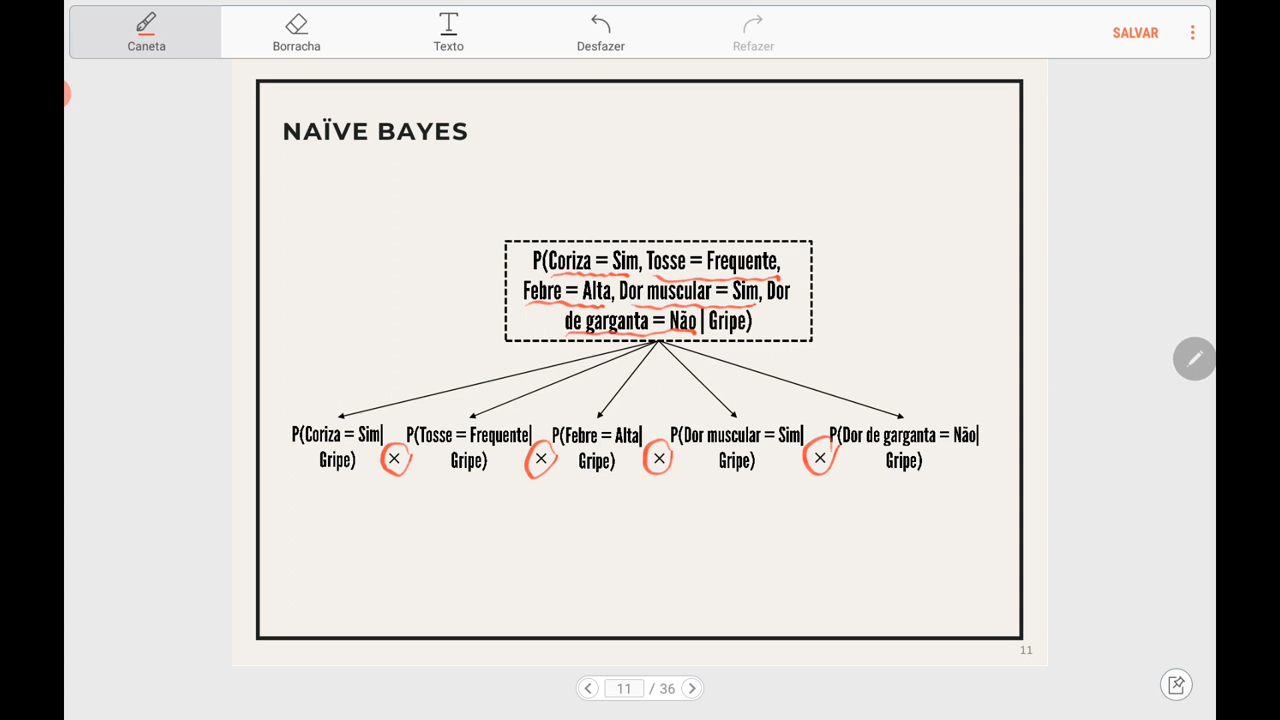 Caneta
Borracha
Texto
Desfazer
Refazer
SALVAR
NAÏVE BAYES
P(Coriza = Sim, Tosse = Frequente,
Febre = Alta, Dor muscular = Sim, Dor
de garganta = Não | Gripe)
P(Coriza = Sim|
Gripe)
×
P(Tosse = Frequente|
Gripe)
×
P(Febre = Alta|
Gripe)
×
P(Dor muscular = Sim|
Gripe)
×
P(Dor de garganta = Não|
Gripe)
11
11 / 36